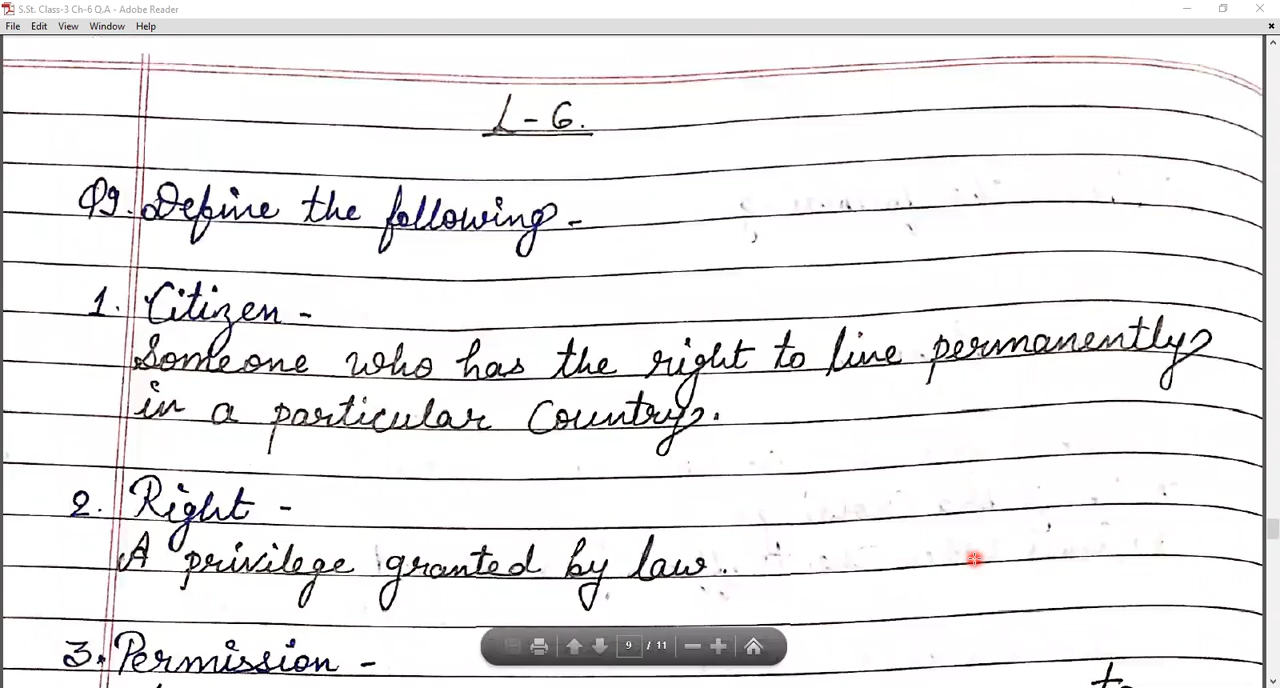 S.St. Class-3 Ch-6 Q.A - Adobe Reader
File Edit View Window Help
L-6.
Q9. Define the following -
1. Citizen -
Someone who has the right to live permanently
in a particular Country.
2. Right -
A privilege granted by law.
9 / 11
3. Permission -
to